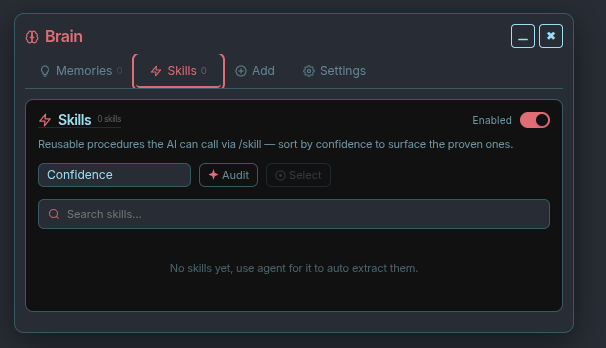 Brain
Memories 0 Skills 0 Add Settings
Skills 0 skills Enabled
Reusable procedures the AI can call via /skill — sort by confidence to surface the proven ones.
Confidence Audit Select
Search skills...
No skills yet, use agent for it to auto extract them.